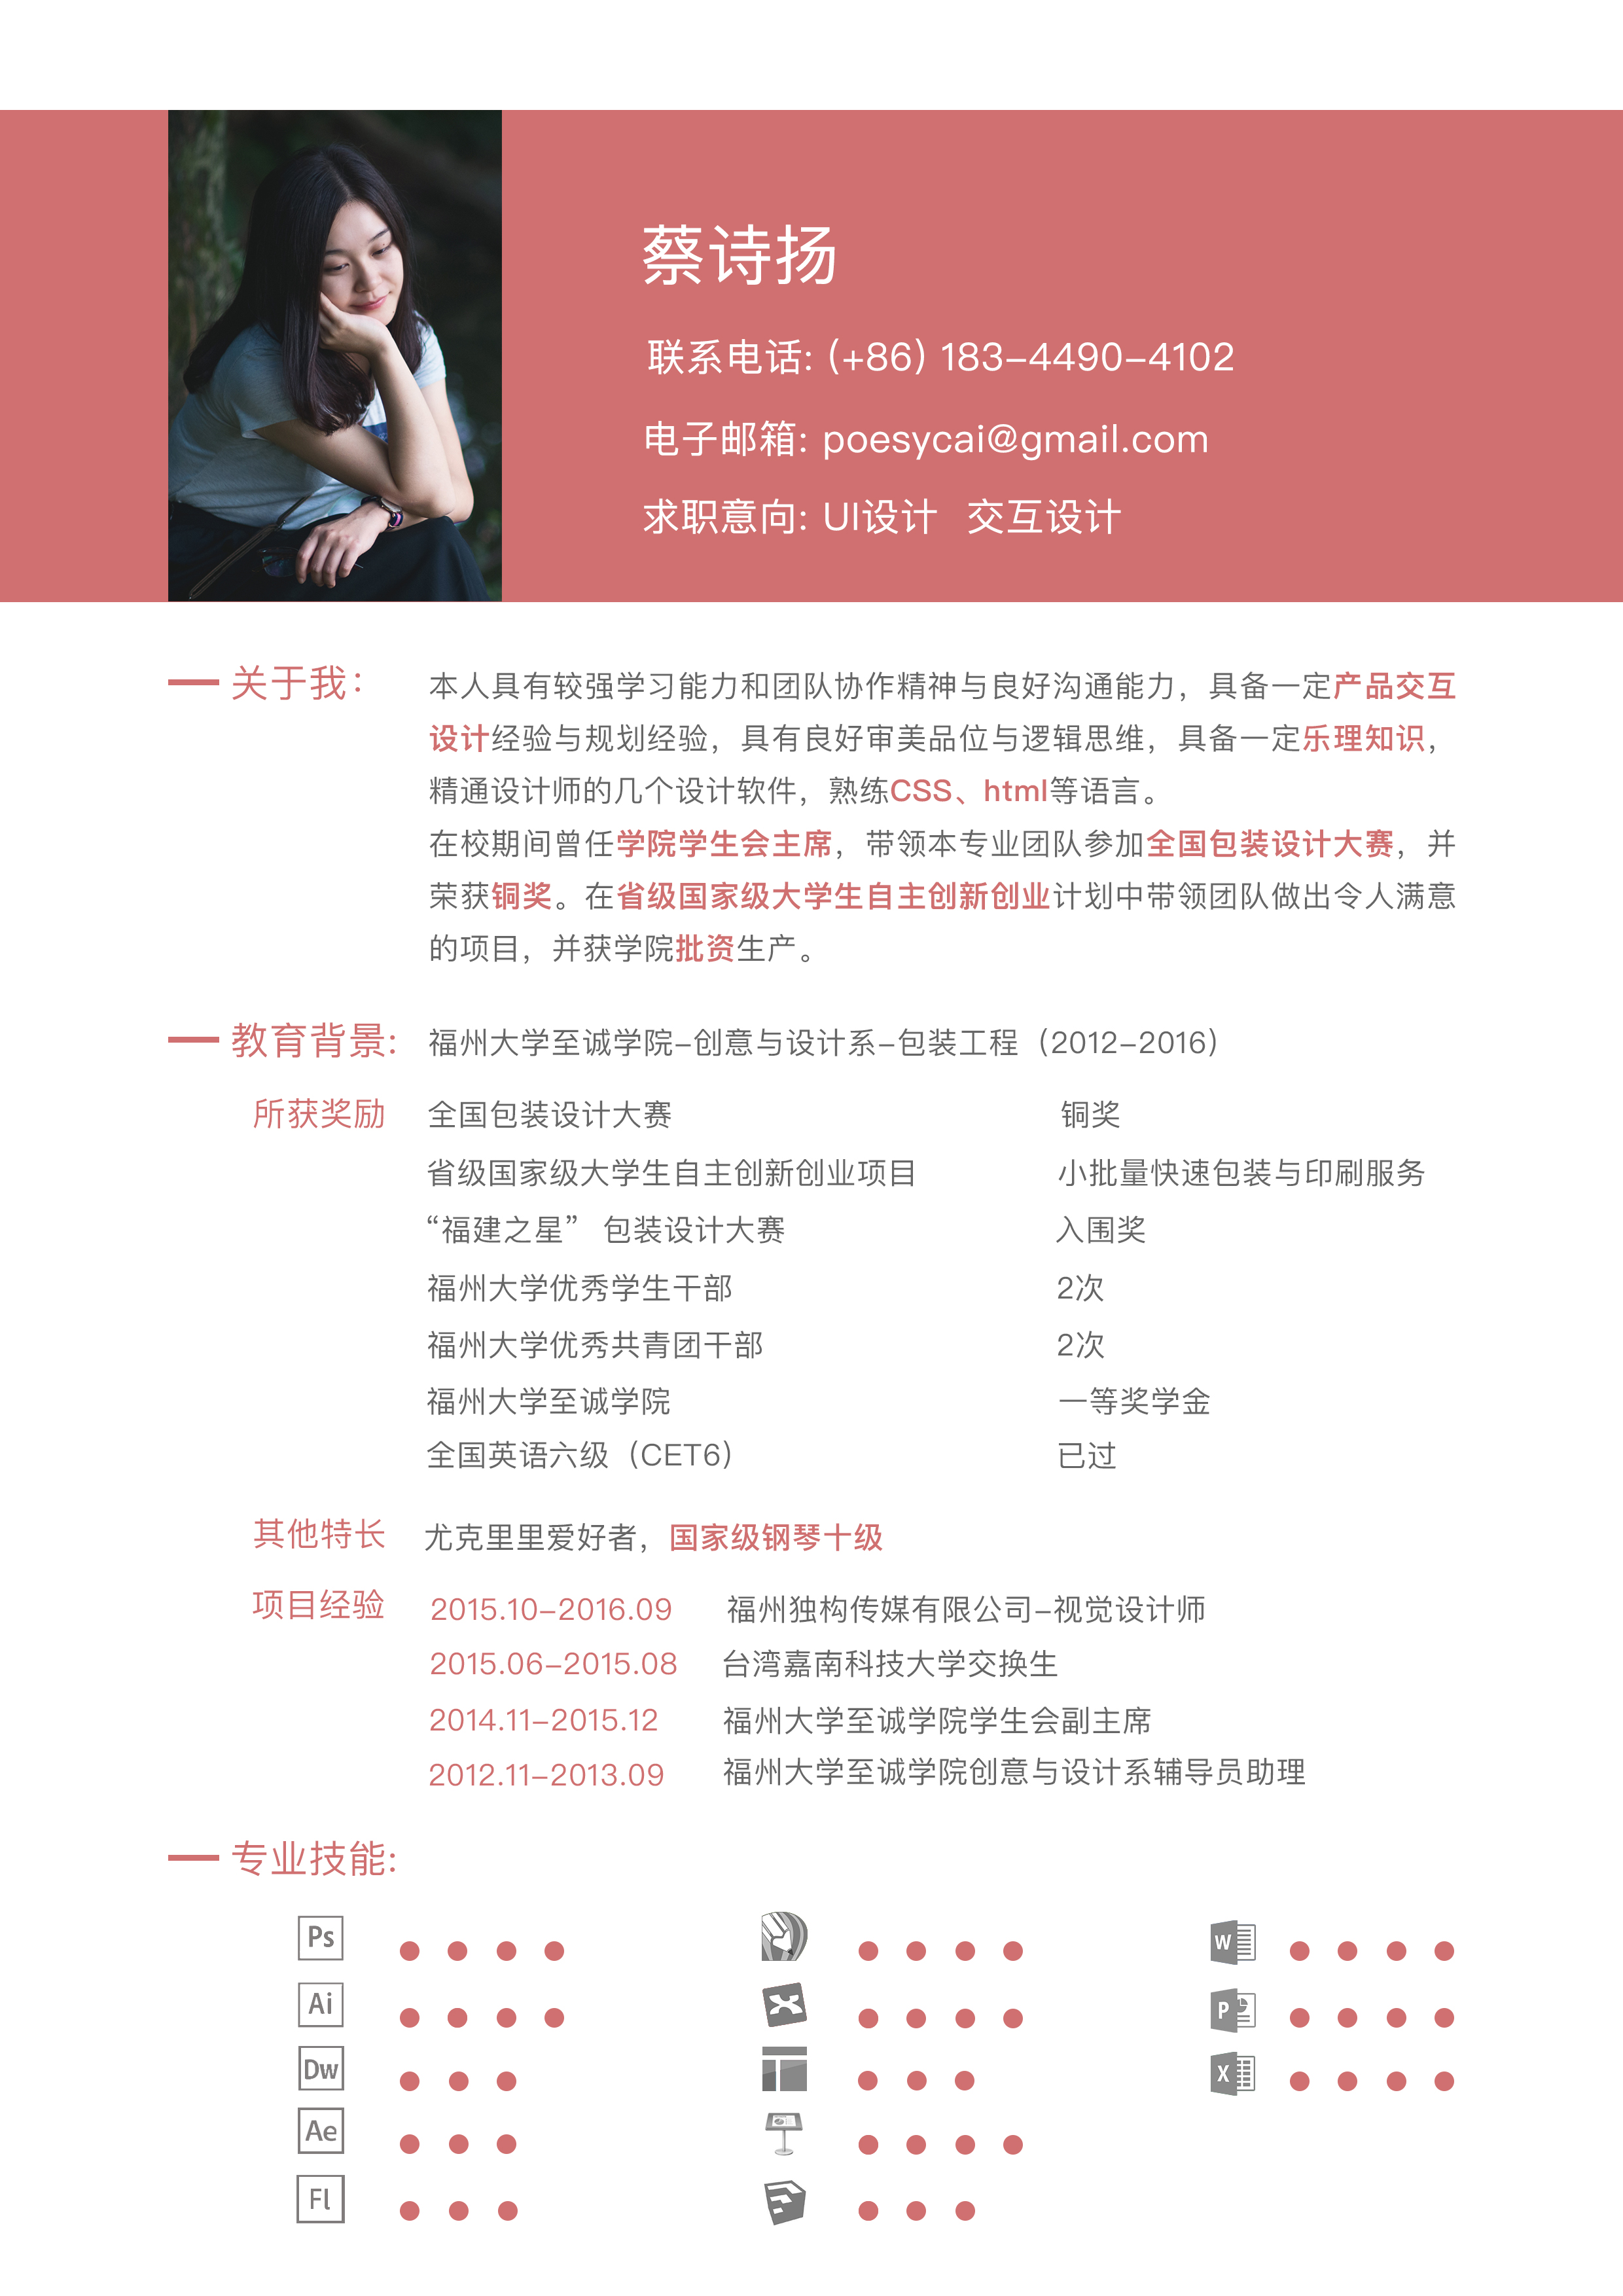 蔡诗扬
联系电话: (+86) 183-4490-4102
电子邮箱: poesycai@gmail.com
求职意向: UI设计 交互设计
关于我：
本人具有较强学习能力和团队协作精神与良好沟通能力，具备一定产品交互
设计经验与规划经验，具有良好审美品位与逻辑思维，具备一定乐理知识，
精通设计师的几个设计软件，熟练CSS、html等语言。
在校期间曾任学院学生会主席，带领本专业团队参加全国包装设计大赛，并
荣获铜奖。在省级国家级大学生自主创新创业计划中带领团队做出令人满意
的项目，并获学院批资生产。
教育背景: 福州大学至诚学院-创意与设计系-包装工程（2012-2016）
所获奖励 全国包装设计大赛 铜奖
省级国家级大学生自主创新创业项目 小批量快速包装与印刷服务
“福建之星” 包装设计大赛 入围奖
福州大学优秀学生干部 2次
福州大学优秀共青团干部 2次
福州大学至诚学院 一等奖学金
全国英语六级（CET6） 已过
其他特长 尤克里里爱好者，国家级钢琴十级
项目经验 2015.10-2016.09 福州独构传媒有限公司-视觉设计师
2015.06-2015.08 台湾嘉南科技大学交换生
2014.11-2015.12 福州大学至诚学院学生会副主席
2012.11-2013.09 福州大学至诚学院创意与设计系辅导员助理
专业技能:
Ps W
Ai P
Dw X
Ae
Fl